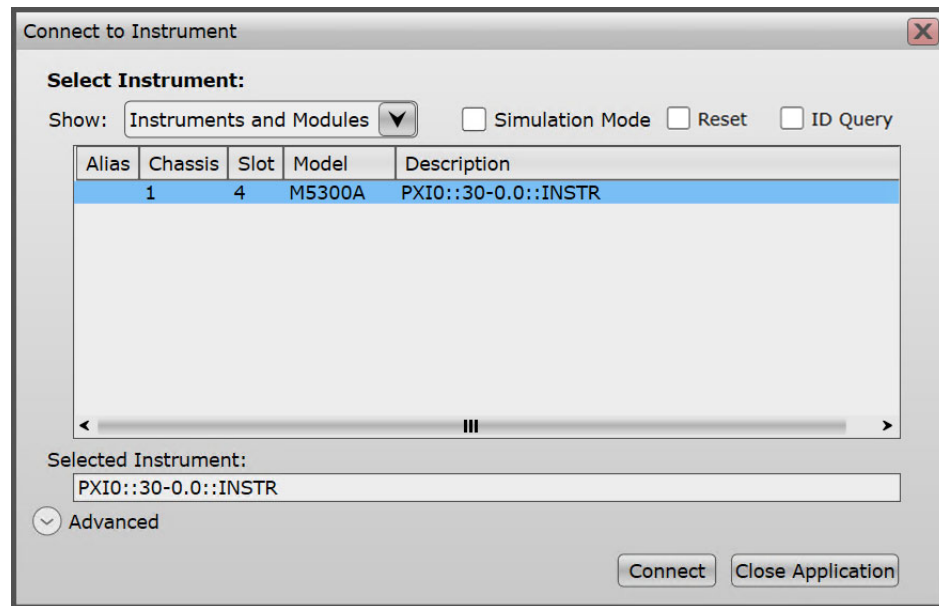 Connect to Instrument
Select Instrument:
Show: Instruments and Modules Simulation Mode Reset ID Query
Alias Chassis Slot Model Description
1 4 M5300A PXI0::30-0.0::INSTR
Selected Instrument:
PXI0::30-0.0::INSTR
Advanced
Connect Close Application